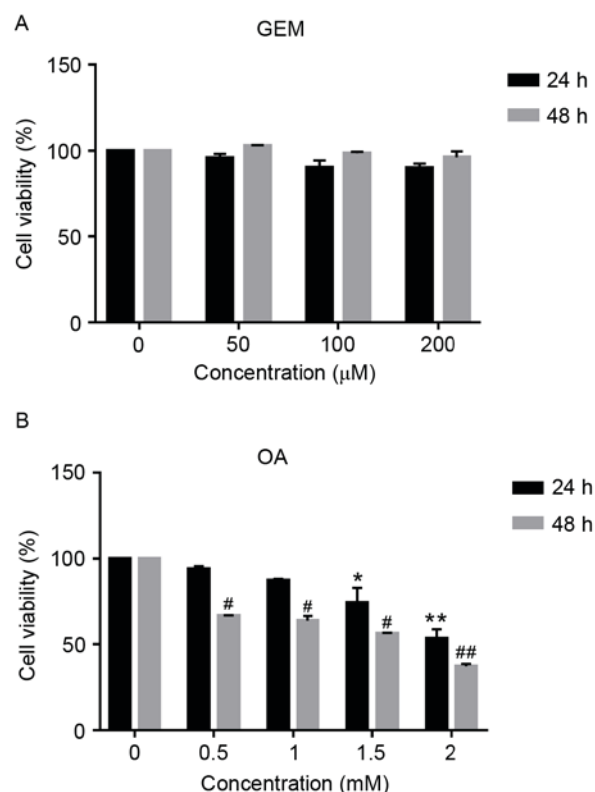 A
GEM
150
100
50
0
Cell viability (%)
24 h
48 h
0 50 100 200
Concentration (μM)
B
OA
150
100
50
0
Cell viability (%)
24 h
48 h
# # * # ** ##
0 0.5 1 1.5 2
Concentration (mM)